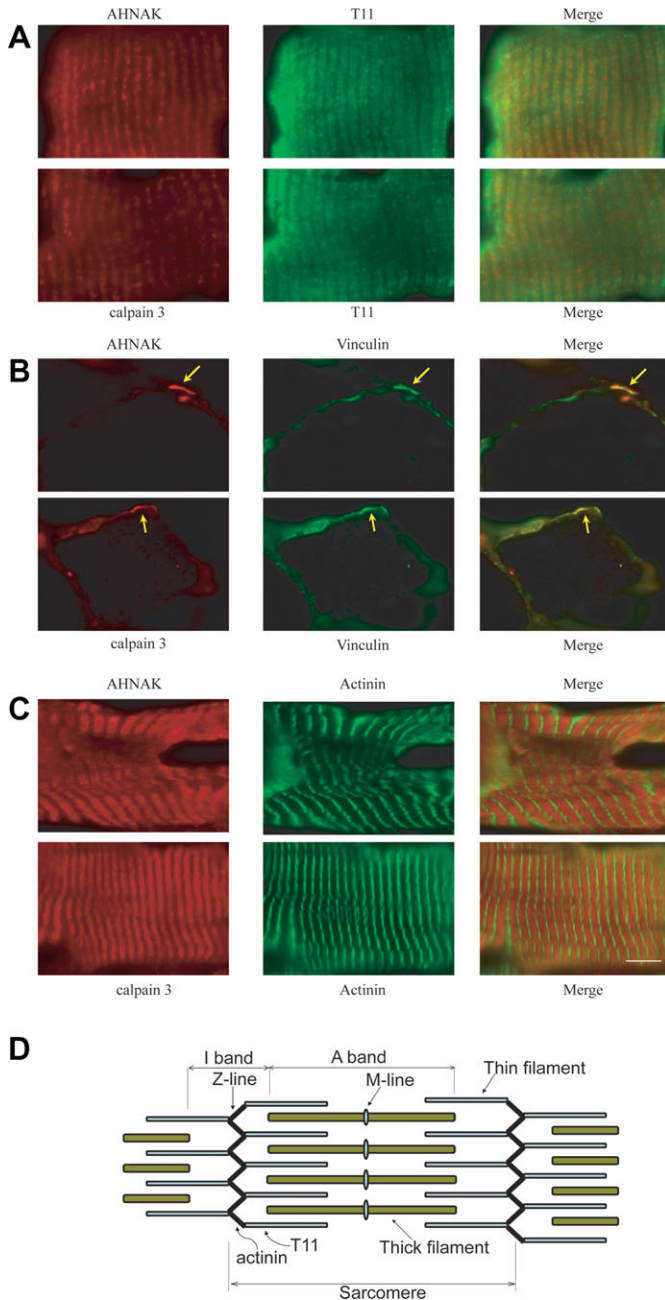 AHNAK T11 Merge
A
calpain 3 T11 Merge
AHNAK Vinculin Merge
B
calpain 3 Vinculin Merge
AHNAK Actinin Merge
C
calpain 3 Actinin Merge
D
I band A band
Z-line M-line Thin filament
T11
actinin Thick filament
Sarcomere